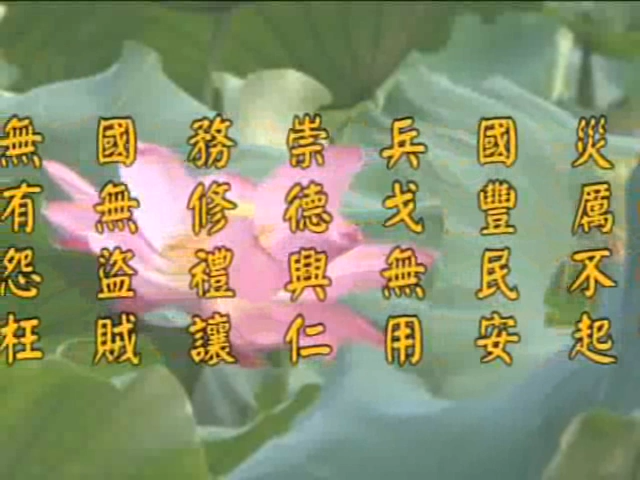 災厲不起
國豐民安
兵戈無用
崇德興仁
務修禮讓
國無盜賊
無有怨枉